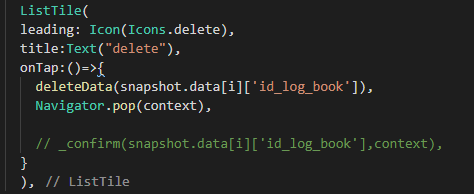 ListTile(
leading: Icon(Icons.delete),
title:Text("delete"),
onTap:()=>{
deleteData(snapshot.data[i]['id_log_book']),
Navigator.pop(context),
// _confirm(snapshot.data[i]['id_log_book'],context),
}
), // ListTile